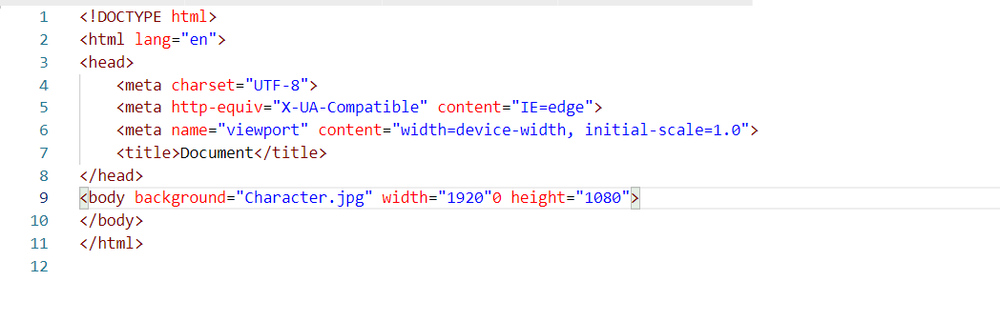 1 <!DOCTYPE html>
2 <html lang="en">
3 <head>
4     <meta charset="UTF-8">
5     <meta http-equiv="X-UA-Compatible" content="IE=edge">
6     <meta name="viewport" content="width=device-width, initial-scale=1.0">
7     <title>Document</title>
8 </head>
9 <body background="Character.jpg" width="1920"0 height="1080">
10 </body>
11 </html>
12